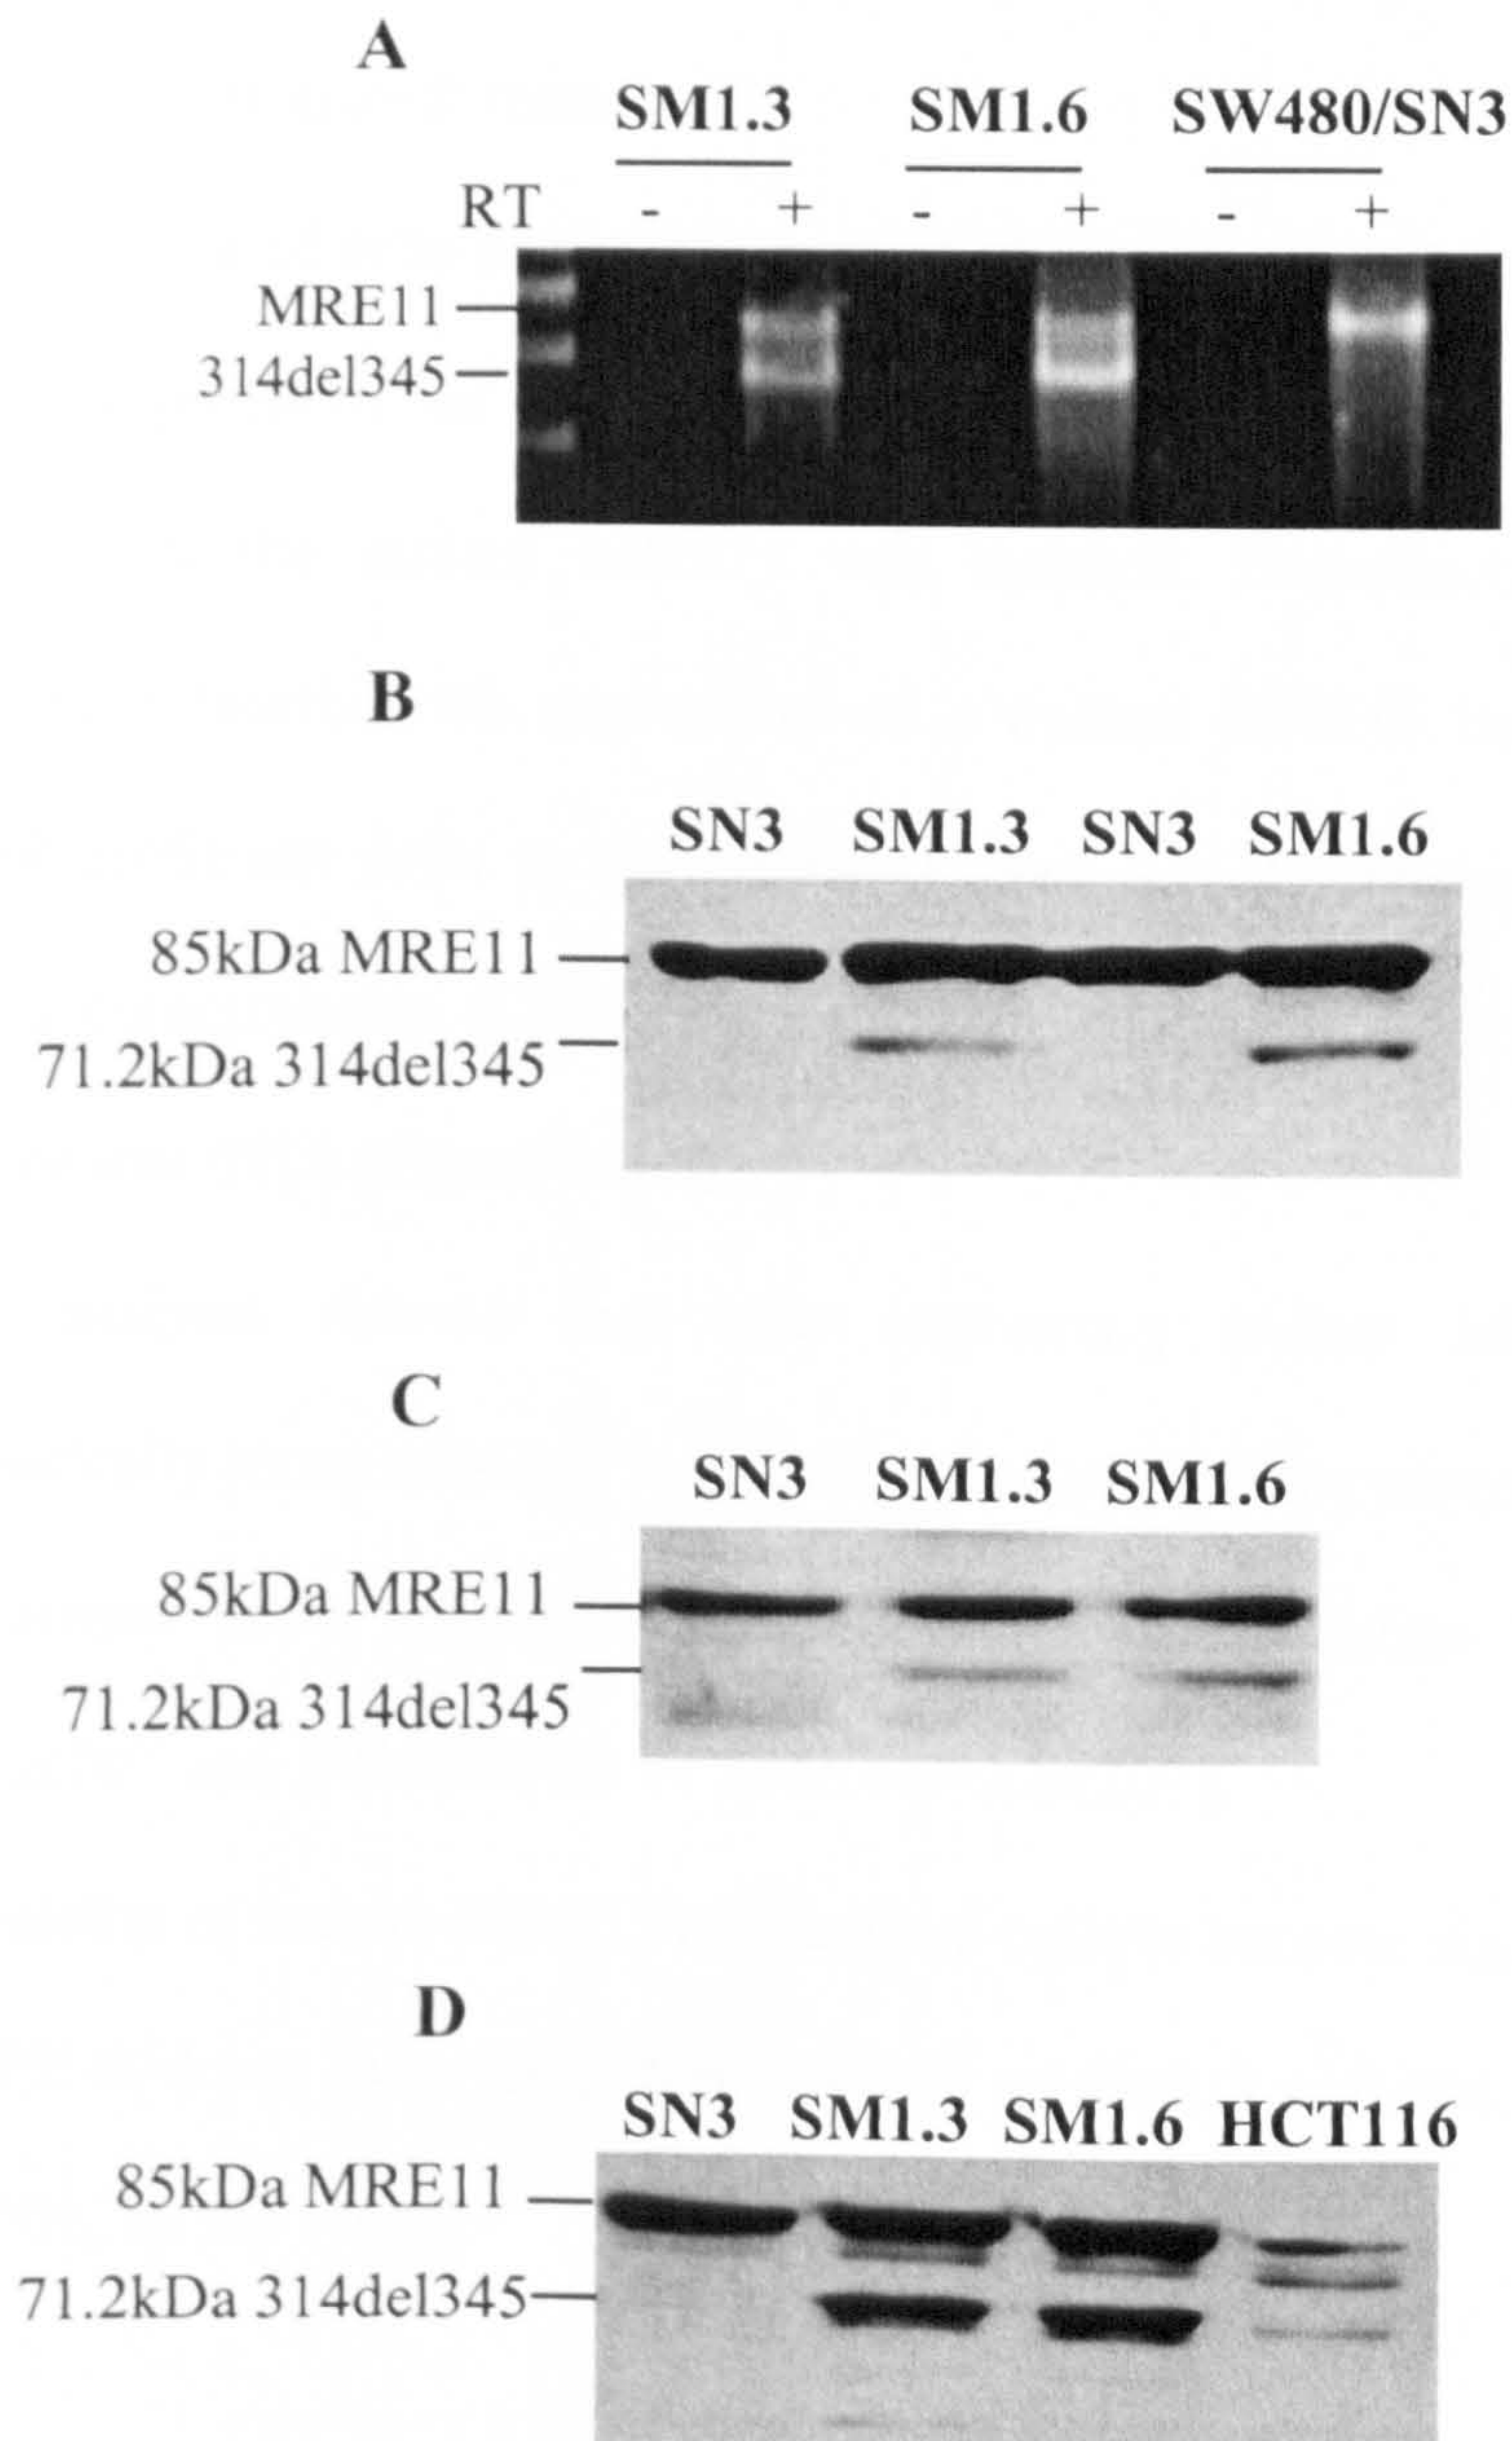 A
SM1.3 SM1.6 SW480/SN3
RT - + - + - +
MRE11
314del345
B
SN3 SM1.3 SN3 SM1.6
85kDa MRE11
71.2kDa 314del345
C
SN3 SM1.3 SM1.6
85kDa MRE11
71.2kDa 314del345
D
SN3 SM1.3 SM1.6 HCT116
85kDa MRE11
71.2kDa 314del345